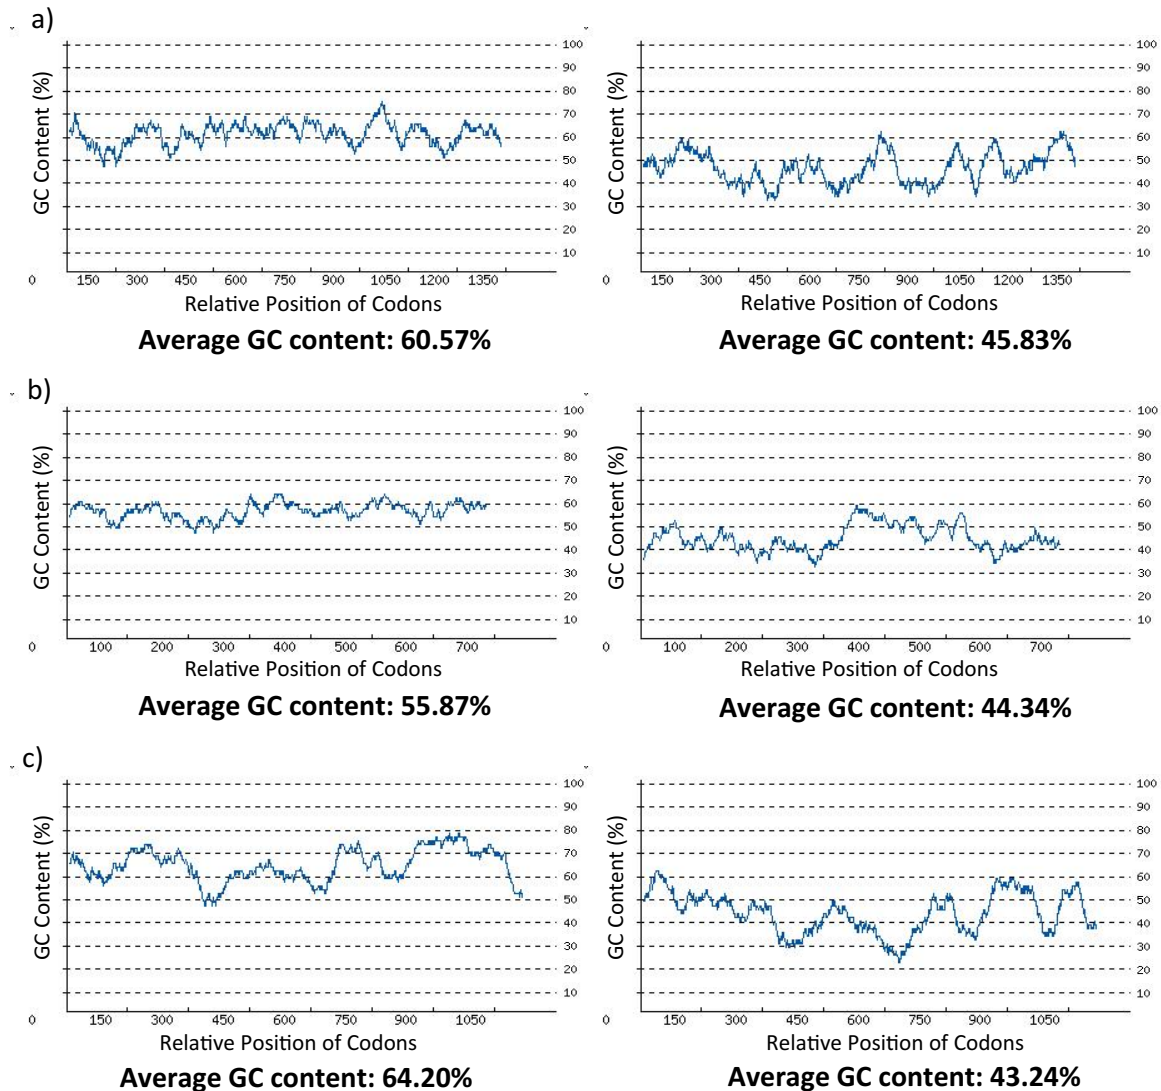 a)
GC Content (%)
100
90
80
70
60
50
40
30
20
10
0
150 300 450 600 750 900 1050 1200 1350
Relative Position of Codons
Average GC content: 60.57%
GC Content (%)
100
90
80
70
60
50
40
30
20
10
0
150 300 450 600 750 900 1050 1200 1350
Relative Position of Codons
Average GC content: 45.83%
b)
GC Content (%)
100
90
80
70
60
50
40
30
20
10
0
100 200 300 400 500 600 700
Relative Position of Codons
Average GC content: 55.87%
GC Content (%)
100
90
80
70
60
50
40
30
20
10
0
100 200 300 400 500 600 700
Relative Position of Codons
Average GC content: 44.34%
c)
GC Content (%)
100
90
80
70
60
50
40
30
20
10
0
150 300 450 600 750 900 1050
Relative Position of Codons
Average GC content: 64.20%
GC Content (%)
100
90
80
70
60
50
40
30
20
10
0
150 300 450 600 750 900 1050
Relative Position of Codons
Average GC content: 43.24%